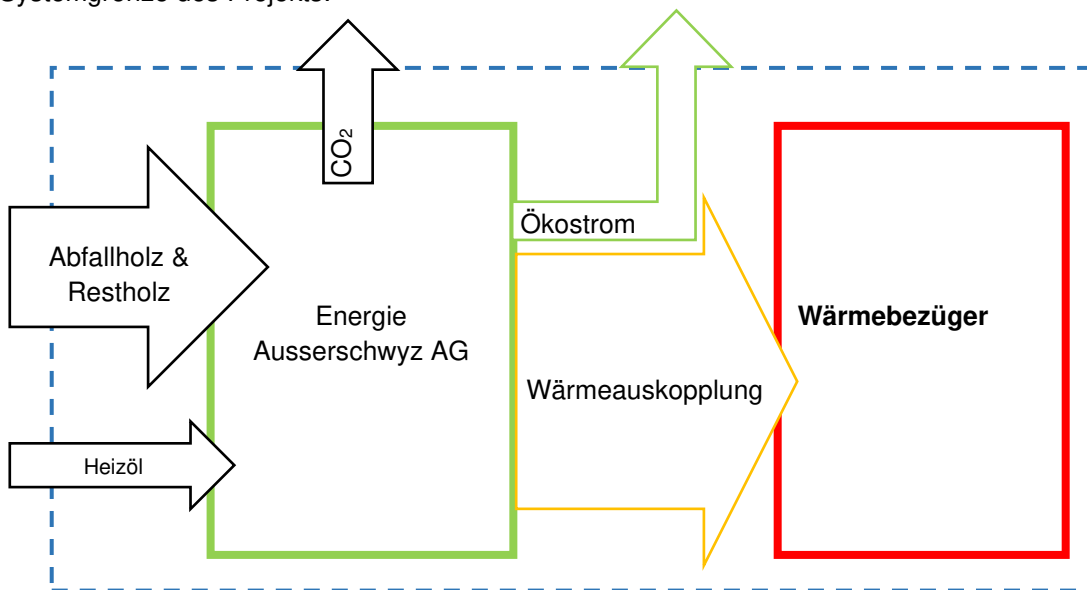 Systemgrenze des Projekts.
CO₂
Ökostrom
Abfallholz &
Restholz
Energie
Ausserschwyz AG
Wärmebezüger
Wärmeauskopplung
Heizöl